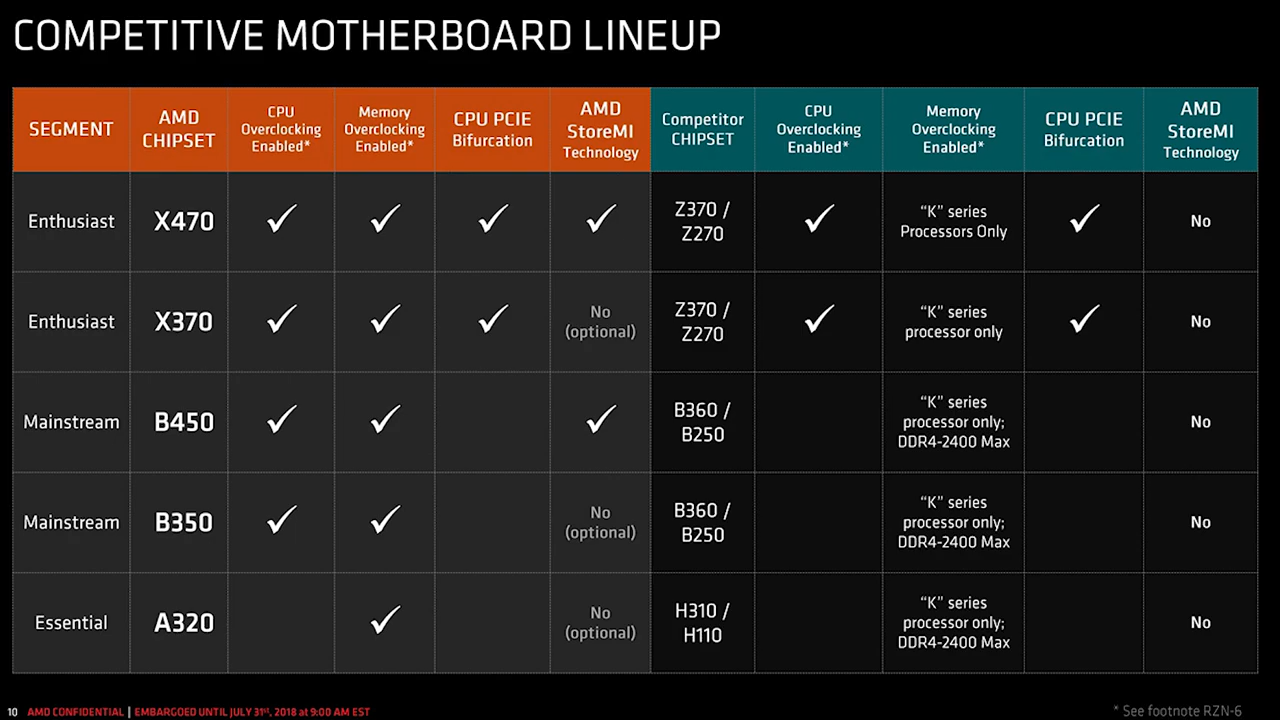 COMPETITIVE MOTHERBOARD LINEUP
SEGMENT
AMD
CHIPSET
CPU
Overclocking
Enabled*
Memory
Overclocking
Enabled*
CPU PCIE
Bifurcation
AMD
StoreMI
Technology
Competitor
CHIPSET
CPU
Overclocking
Enabled*
Memory
Overclocking
Enabled*
CPU PCIE
Bifurcation
AMD
StoreMI
Technology
Enthusiast
X470
✓
✓
✓
✓
Z370 /
Z270
✓
“K” series
Processors Only
✓
No
Enthusiast
X370
✓
✓
✓
No
(optional)
Z370 /
Z270
✓
“K” series
processor only
✓
No
Mainstream
B450
✓
✓
✓
B360 /
B250
“K” series
processor only;
DDR4-2400 Max
No
Mainstream
B350
✓
✓
No
(optional)
B360 /
B250
“K” series
processor only;
DDR4-2400 Max
No
Essential
A320
✓
No
(optional)
H310 /
H110
“K” series
processor only;
DDR4-2400 Max
No
10 AMD CONFIDENTIAL | EMBARGOED UNTIL JULY 31st, 2018 at 9:00 AM EST
* See footnote RZN-6